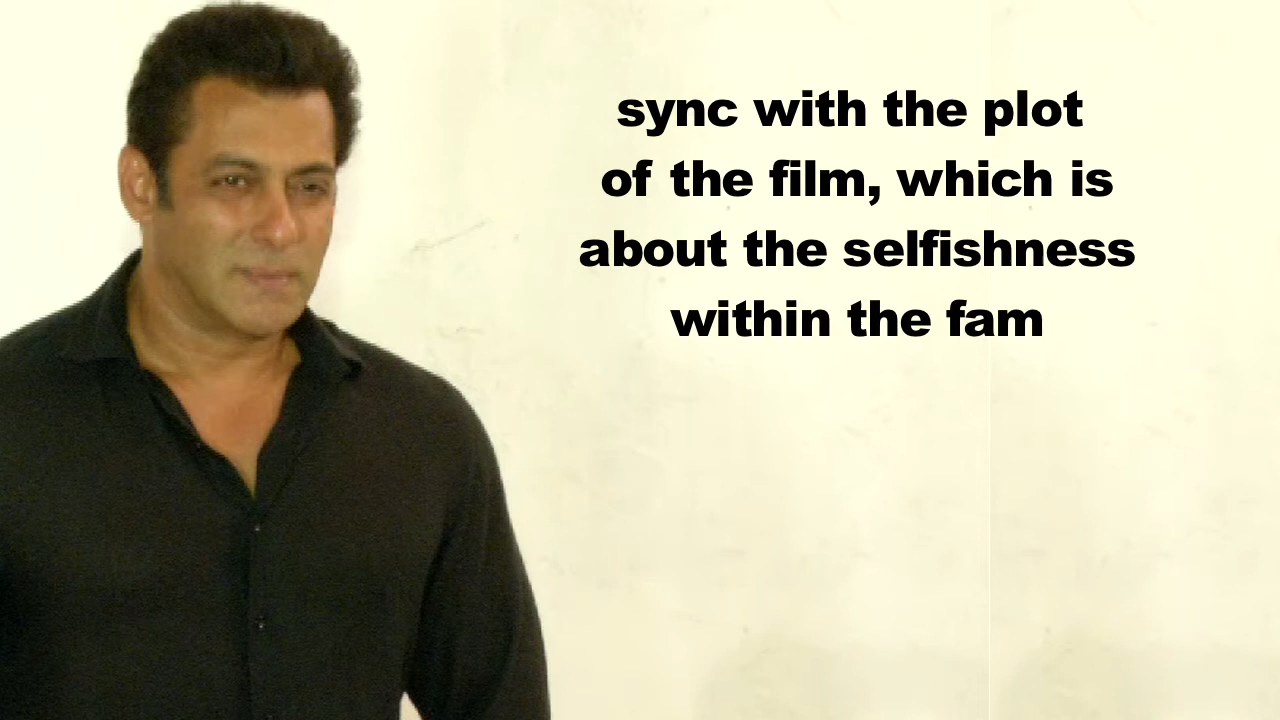 sync with the plot
of the film, which is
about the selfishness
within the fam